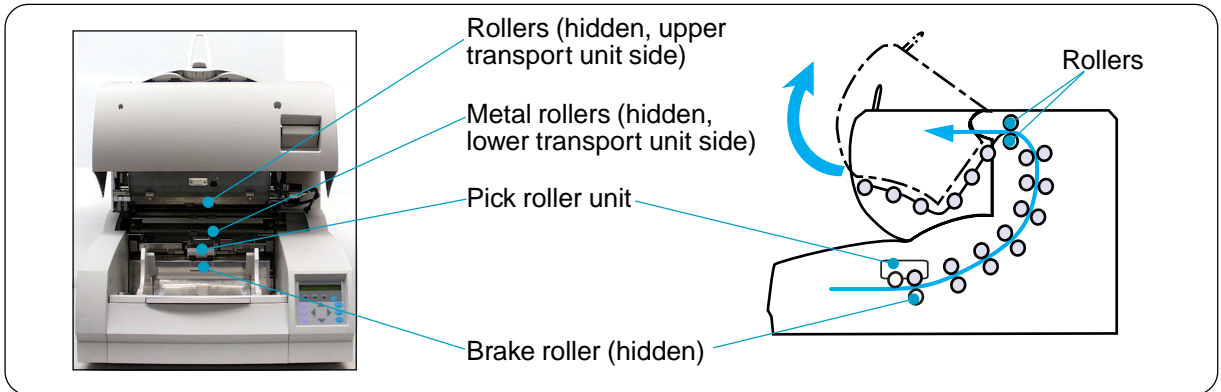 Rollers (hidden, upper
transport unit side)
Metal rollers (hidden,
lower transport unit side)
Pick roller unit
Brake roller (hidden)
Rollers